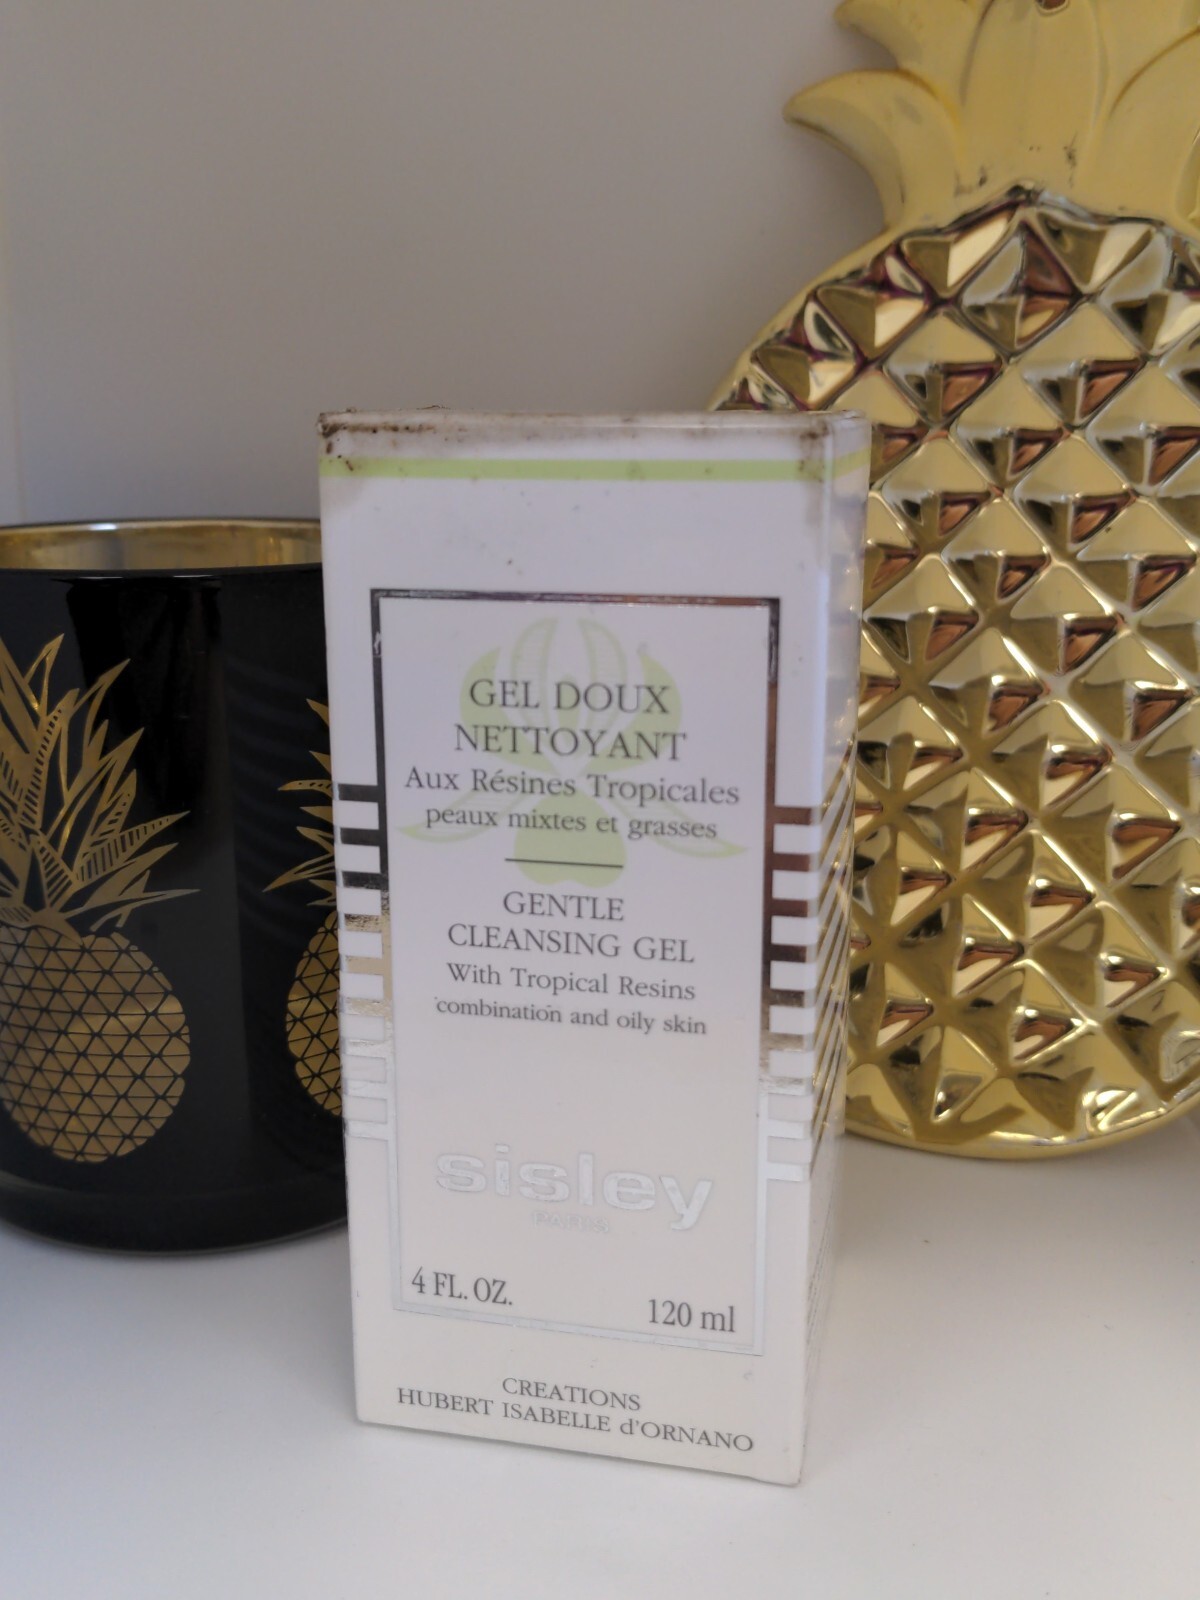 GEL DOUX
NETTOYANT
Aux Résines Tropicales
peaux mixtes et grasses
GENTLE
CLEANSING GEL
With Tropical Resins
combination and oily skin
sisley
PARIS
4 FL. OZ. 120 ml
CREATIONS
HUBERT ISABELLE d'ORNANO